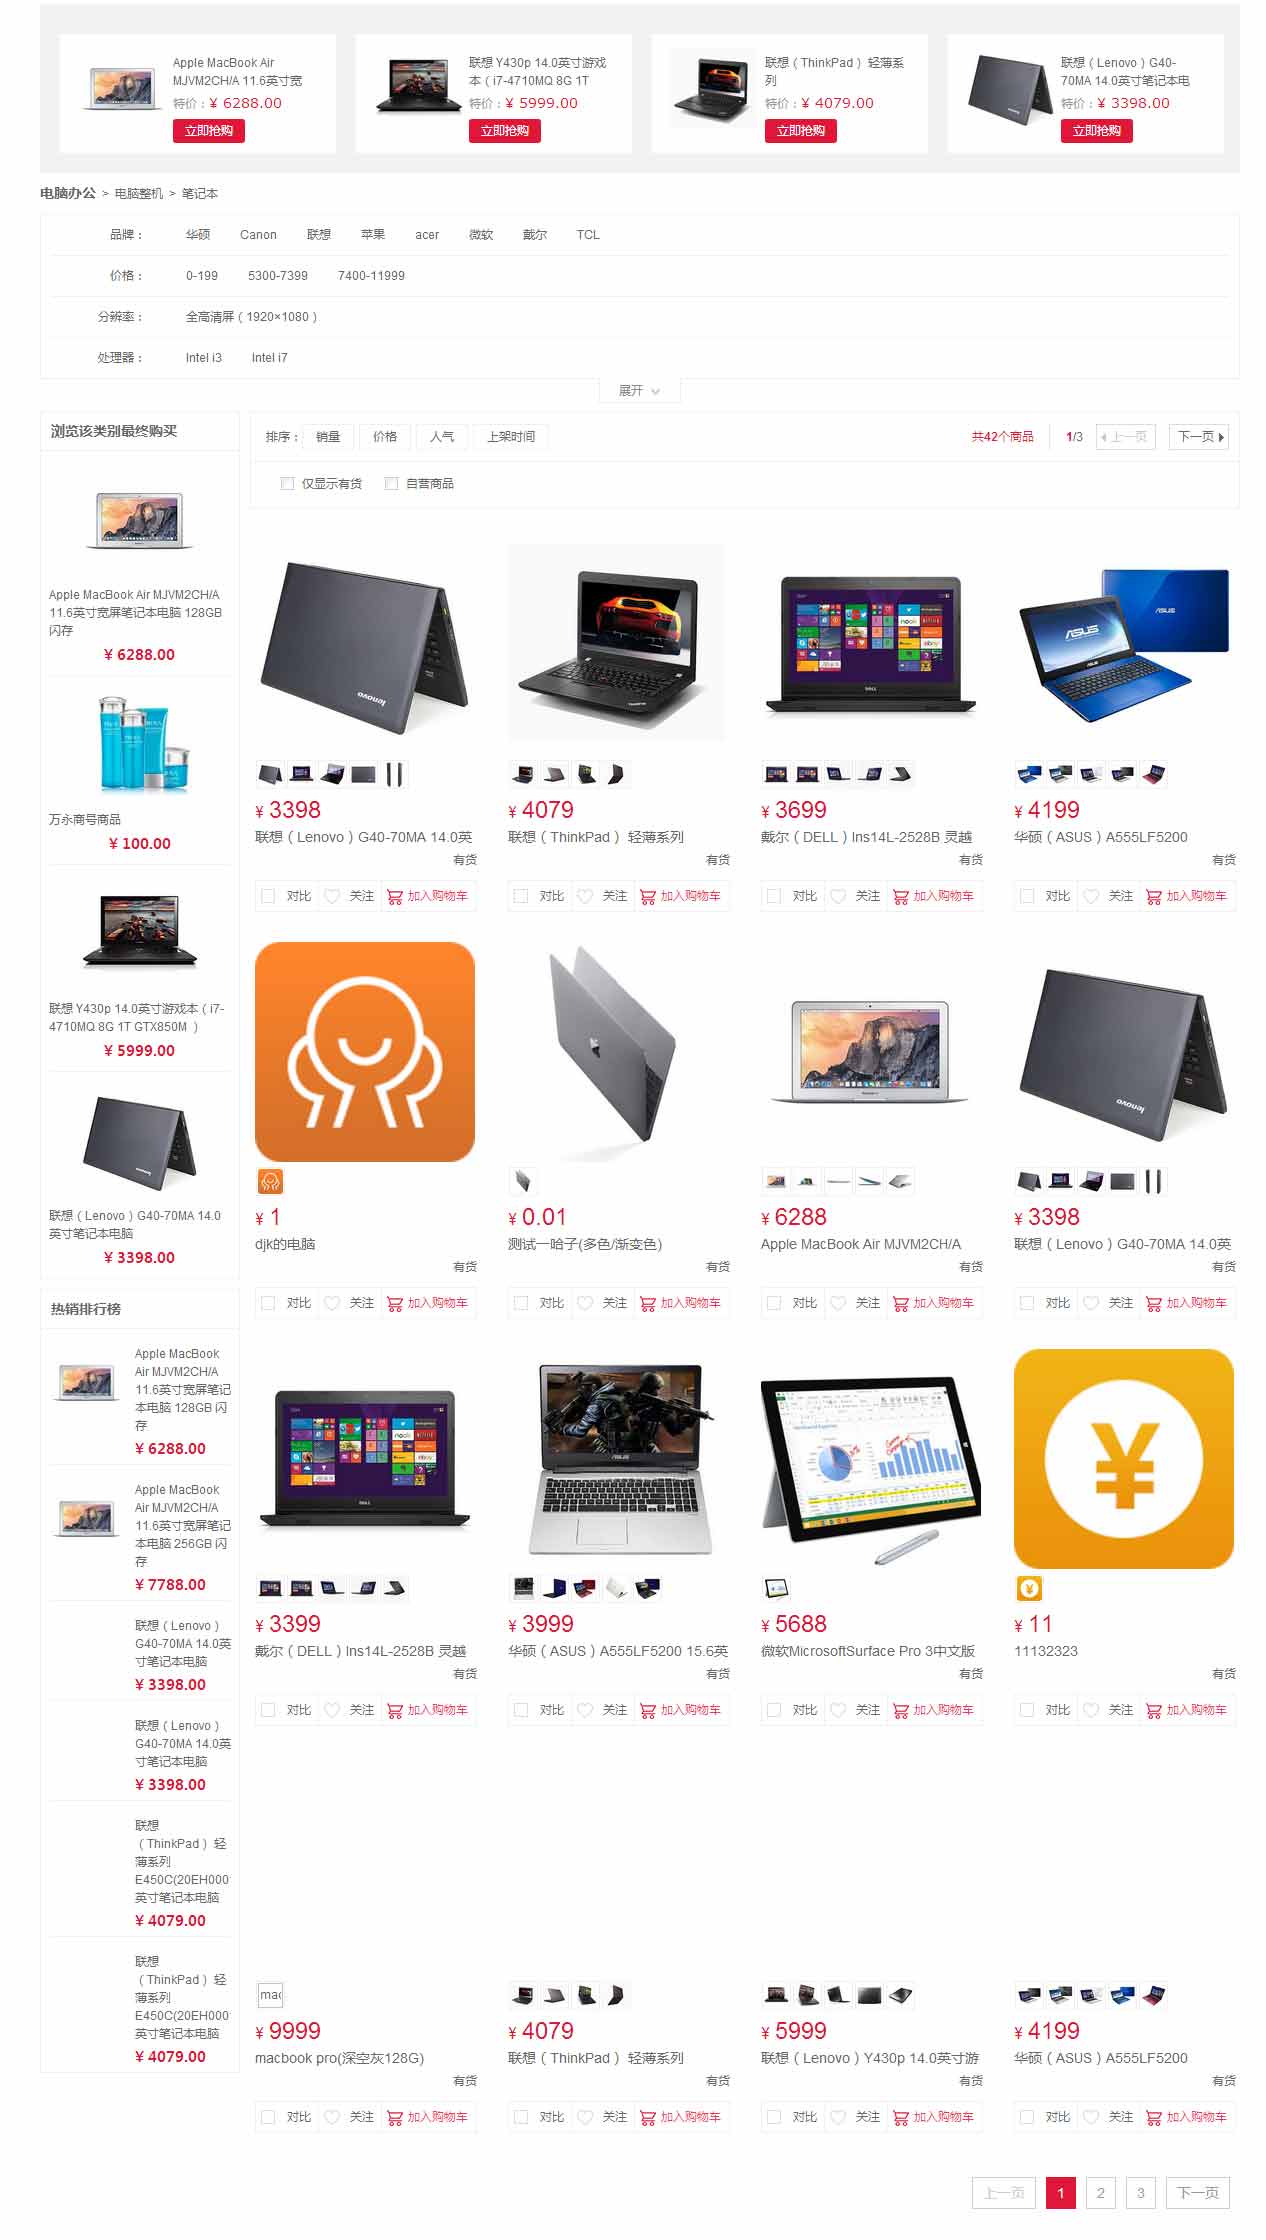 Apple MacBook Air
MJVM2CH/A 11.6英寸宽
特价：¥ 6288.00
立即抢购
联想 Y430p 14.0英寸游戏
本（i7-4710MQ 8G 1T
特价：¥ 5999.00
立即抢购
联想（ThinkPad） 轻薄系
列
特价：¥ 4079.00
立即抢购
联想（Lenovo）G40-
70MA 14.0英寸笔记本电
特价：¥ 3398.00
立即抢购
电脑办公 > 电脑整机 > 笔记本
品牌： 华硕 Canon 联想 苹果 acer 微软 戴尔 TCL
价格： 0-199 5300-7399 7400-11999
分辨率： 全高清屏（1920×1080）
处理器： Intel i3 Intel i7
展开
浏览该类别最终购买
Apple MacBook Air MJVM2CH/A
11.6英寸宽屏笔记本电脑 128GB
闪存
¥ 6288.00
万永商号商品
¥ 100.00
联想 Y430p 14.0英寸游戏本（i7-
4710MQ 8G 1T GTX850M ）
¥ 5999.00
联想（Lenovo）G40-70MA 14.0
英寸笔记本电脑
¥ 3398.00
热销排行榜
Apple MacBook
Air MJVM2CH/A
11.6英寸宽屏笔记
本电脑 128GB 闪
存
¥ 6288.00
Apple MacBook
Air MJVM2CH/A
11.6英寸宽屏笔记
本电脑 256GB 闪
存
¥ 7788.00
联想（Lenovo）
G40-70MA 14.0英
寸笔记本电脑
¥ 3398.00
联想（Lenovo）
G40-70MA 14.0英
寸笔记本电脑
¥ 3398.00
联想
（ThinkPad） 轻
薄系列
E450C(20EH000
英寸笔记本电脑
¥ 4079.00
联想
（ThinkPad） 轻
薄系列
E450C(20EH000
英寸笔记本电脑
¥ 4079.00
排序： 销量 价格 人气 上架时间 共42个商品 1/3 上一页 下一页
仅显示有货 自营商品
lenovo
DELL
ASUS
ASUS
¥ 3398
联想（Lenovo）G40-70MA 14.0英
有货
对比 关注 加入购物车
¥ 4079
联想（ThinkPad） 轻薄系列
有货
对比 关注 加入购物车
¥ 3699
戴尔（DELL）Ins14L-2528B 灵越
有货
对比 关注 加入购物车
¥ 4199
华硕（ASUS）A555LF5200
有货
对比 关注 加入购物车
lenovo
¥ 1
djk的电脑
有货
对比 关注 加入购物车
¥ 0.01
测试一哈子(多色/渐变色)
有货
对比 关注 加入购物车
¥ 6288
Apple MacBook Air MJVM2CH/A
有货
对比 关注 加入购物车
¥ 3398
联想（Lenovo）G40-70MA 14.0英
有货
对比 关注 加入购物车
DELL
ASUS
¥
¥ 3399
戴尔（DELL）Ins14L-2528B 灵越
有货
对比 关注 加入购物车
¥ 3999
华硕（ASUS）A555LF5200 15.6英
有货
对比 关注 加入购物车
¥ 5688
微软MicrosoftSurface Pro 3中文版
有货
对比 关注 加入购物车
¥ 11
11132323
有货
对比 关注 加入购物车
mac
¥ 9999
macbook pro(深空灰128G)
有货
对比 关注 加入购物车
¥ 4079
联想（ThinkPad） 轻薄系列
有货
对比 关注 加入购物车
¥ 5999
联想（Lenovo）Y430p 14.0英寸游
有货
对比 关注 加入购物车
¥ 4199
华硕（ASUS）A555LF5200
有货
对比 关注 加入购物车
上一页 1 2 3 下一页